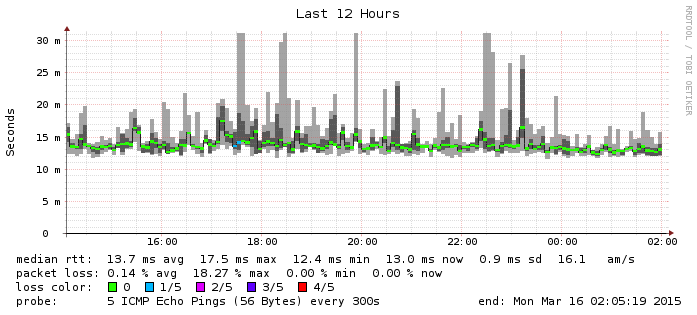 Last 12 Hours
RRDTOOL / TOBI OETIKER
Seconds
30 m
25 m
20 m
15 m
10 m
5 m
0
16:00 18:00 20:00 22:00 00:00 02:00
median rtt: 13.7 ms avg 17.5 ms max 12.4 ms min 13.0 ms now 0.9 ms sd 16.1 am/s
packet loss: 0.14 % avg 18.27 % max 0.00 % min 0.00 % now
loss color: 0 1/5 2/5 3/5 4/5
probe: 5 ICMP Echo Pings (56 Bytes) every 300s end: Mon Mar 16 02:05:19 2015